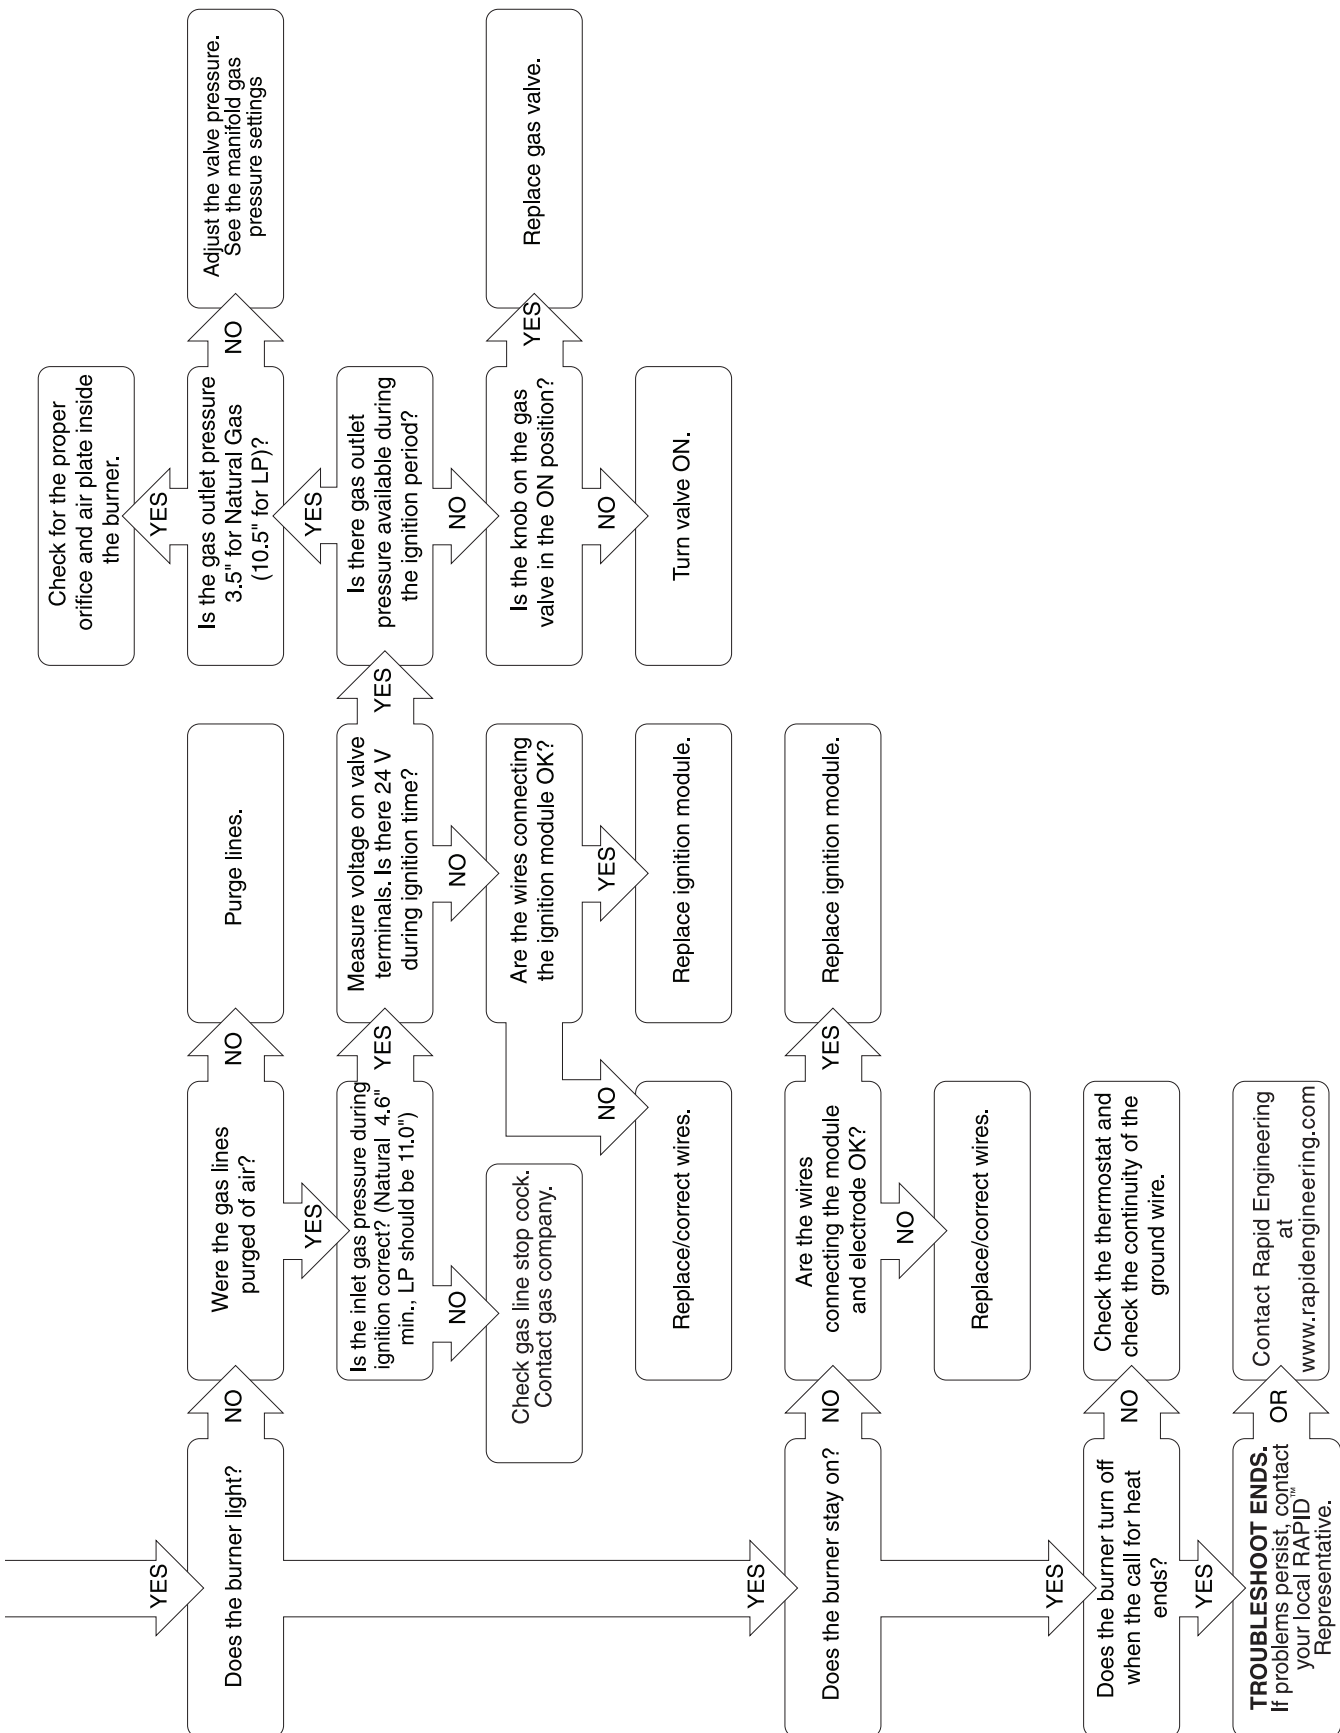 YES
Does the burner light?
NO
Were the gas lines
purged of air?
NO
Purge lines.
YES
Is the inlet gas pressure during
ignition correct? (Natural 4.6"
min., LP should be 11.0")
NO
Check gas line stop cock.
Contact gas company.
YES
Measure voltage on valve
terminals. Is there 24 V
during ignition time?
NO
Are the wires connecting
the ignition module OK?
NO
Replace/correct wires.
YES
Replace ignition module.
YES
Is there gas outlet
pressure available during
the ignition period?
YES
Is the gas outlet pressure
3.5" for Natural Gas
(10.5" for LP)?
YES
Check for the proper
orifice and air plate inside
the burner.
NO
Adjust the valve pressure.
See the manifold gas
pressure settings
NO
Is the knob on the gas
valve in the ON position?
YES
Replace gas valve.
NO
Turn valve ON.
YES
Does the burner stay on?
NO
Are the wires
connecting the module
and electrode OK?
YES
Replace ignition module.
NO
Replace/correct wires.
YES
Does the burner turn off
when the call for heat
ends?
NO
Check the thermostat and
check the continuity of the
ground wire.
YES
TROUBLESHOOT ENDS.
If problems persist, contact
your local RAPID™
Representative.
OR
Contact Rapid Engineering
at
www.rapidengineering.com